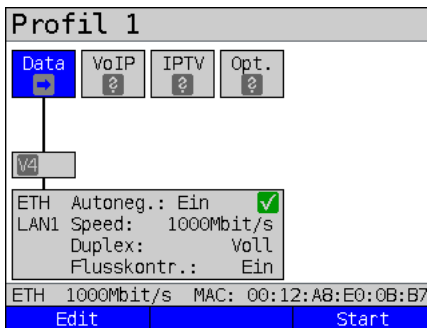 Profil 1
Data VoIP IPTV Opt.
? ? ?
V4
ETH Autoneg.: Ein
LAN1 Speed: 1000Mbit/s
Duplex: Voll
Flusskontr.: Ein
ETH 1000Mbit/s MAC: 00:12:A8:E0:0B:B7
Edit Start